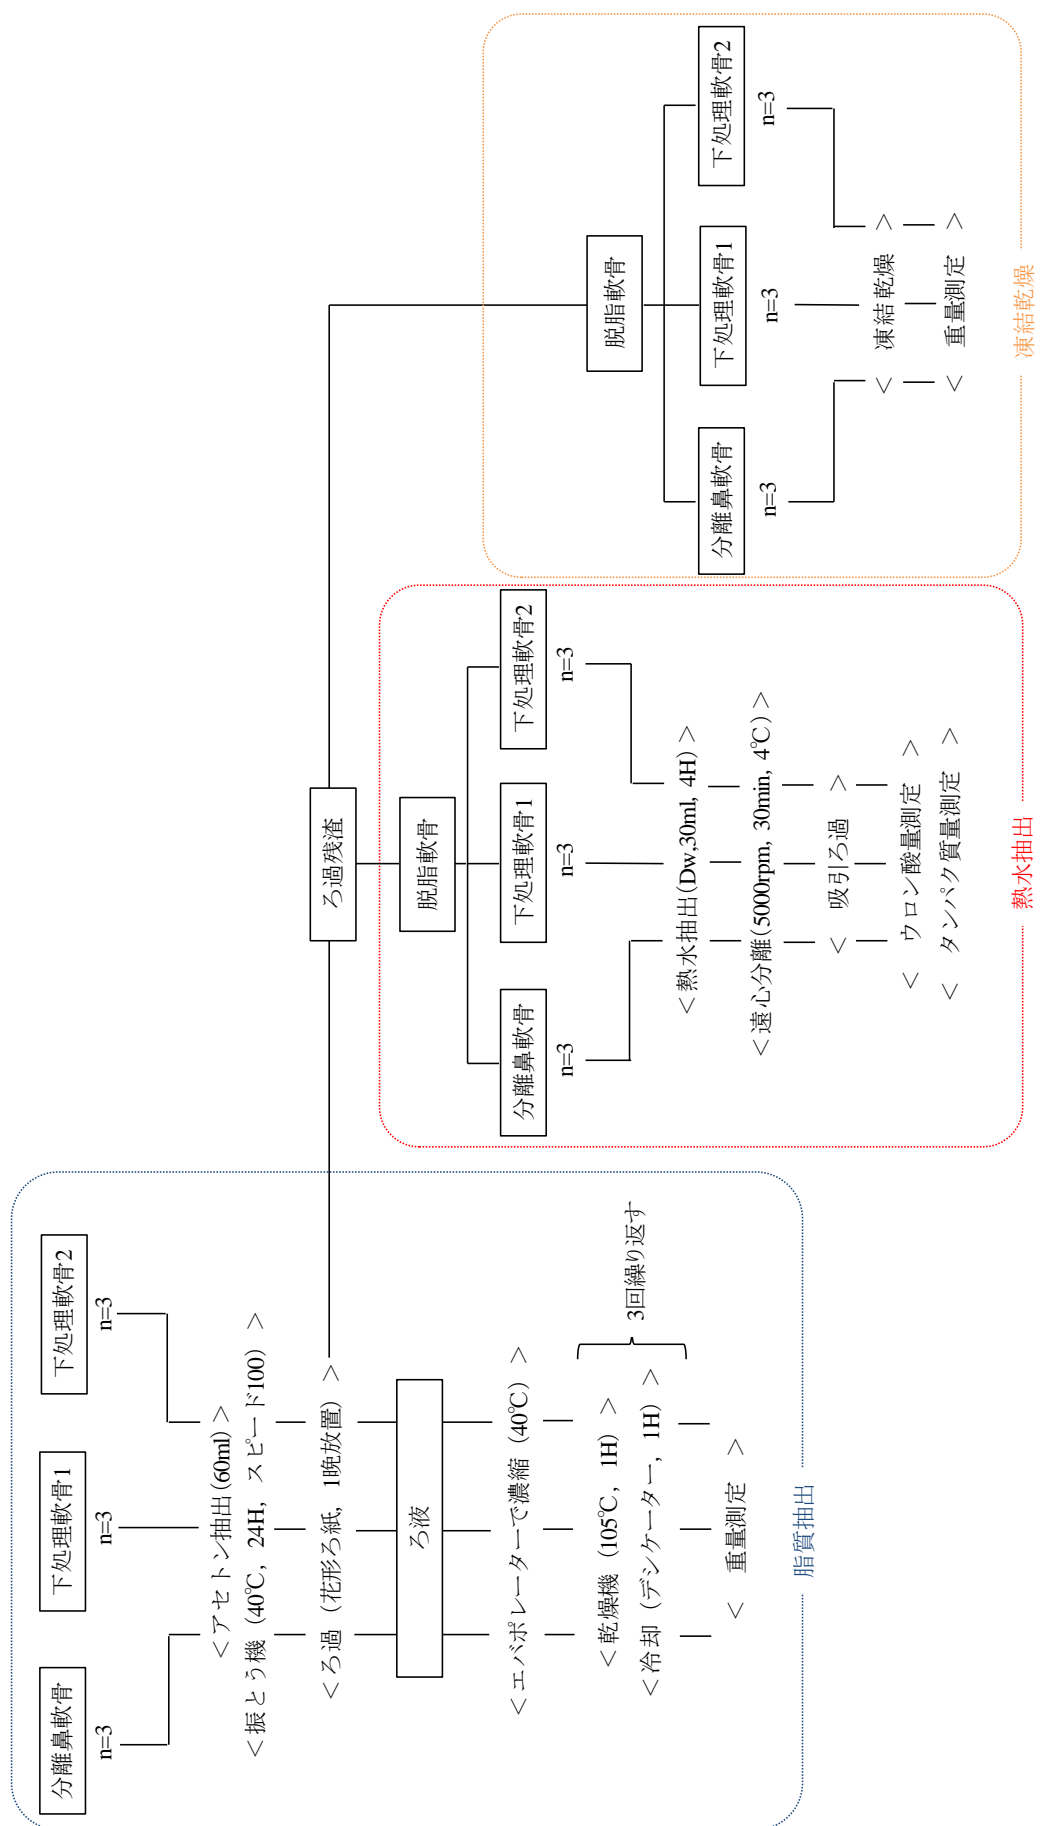 分離鼻軟骨
下処理軟骨1
下処理軟骨2
n=3
n=3
n=3
＜アセトン抽出(60ml)＞
＜振とう機 (40℃, 24H, スピード100) ＞
＜ろ過 (花形ろ紙, 1晩放置) ＞
ろ液
＜エバポレーターで濃縮 (40℃) ＞
＜乾燥機 (105℃, 1H) ＞
＜冷却 (デシケーター, 1H) ＞
3回繰り返す
＜ 重量測定 ＞
脂質抽出
ろ過残渣
脱脂軟骨
分離鼻軟骨
下処理軟骨1
下処理軟骨2
n=3
n=3
n=3
＜熱水抽出(Dw,30ml, 4H)＞
＜遠心分離(5000rpm, 30min, 4℃)＞
＜ 吸引ろ過 ＞
＜ ウロン酸量測定 ＞
＜ タンパク質量測定 ＞
熱水抽出
脱脂軟骨
分離鼻軟骨
下処理軟骨1
下処理軟骨2
n=3
n=3
n=3
＜ 凍結乾燥 ＞
＜ 重量測定 ＞
凍結乾燥